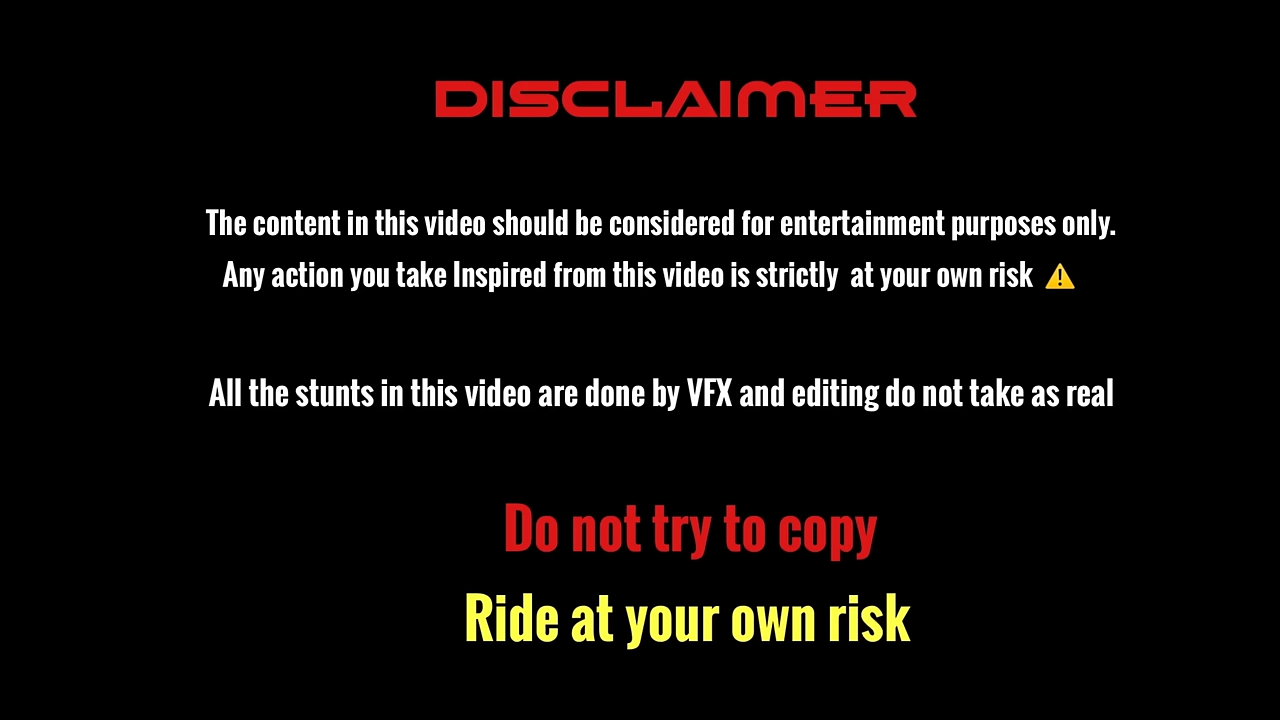 DISCLAIMER
The content in this video should be considered for entertainment purposes only.
Any action you take Inspired from this video is strictly  at your own risk ⚠️
All the stunts in this video are done by VFX and editing do not take as real
Do not try to copy
Ride at your own risk